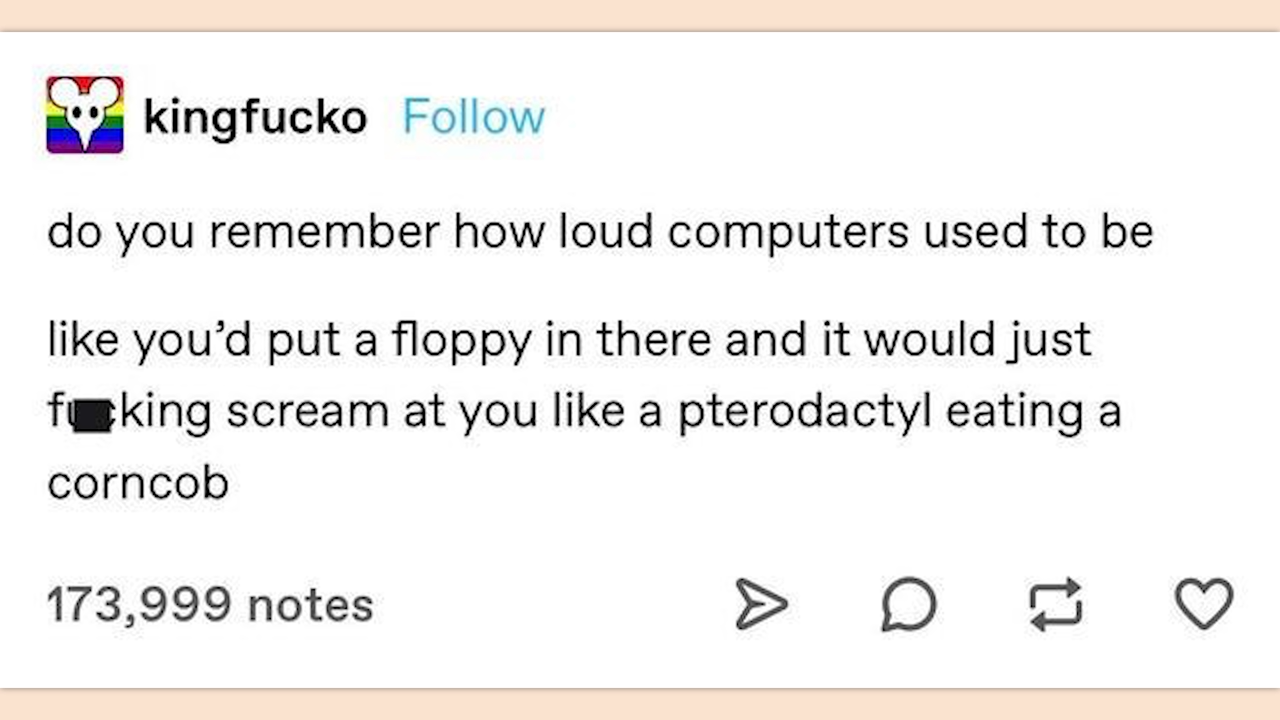 kingfucko Follow
do you remember how loud computers used to be
like you’d put a floppy in there and it would just
fucking scream at you like a pterodactyl eating a
corncob
173,999 notes